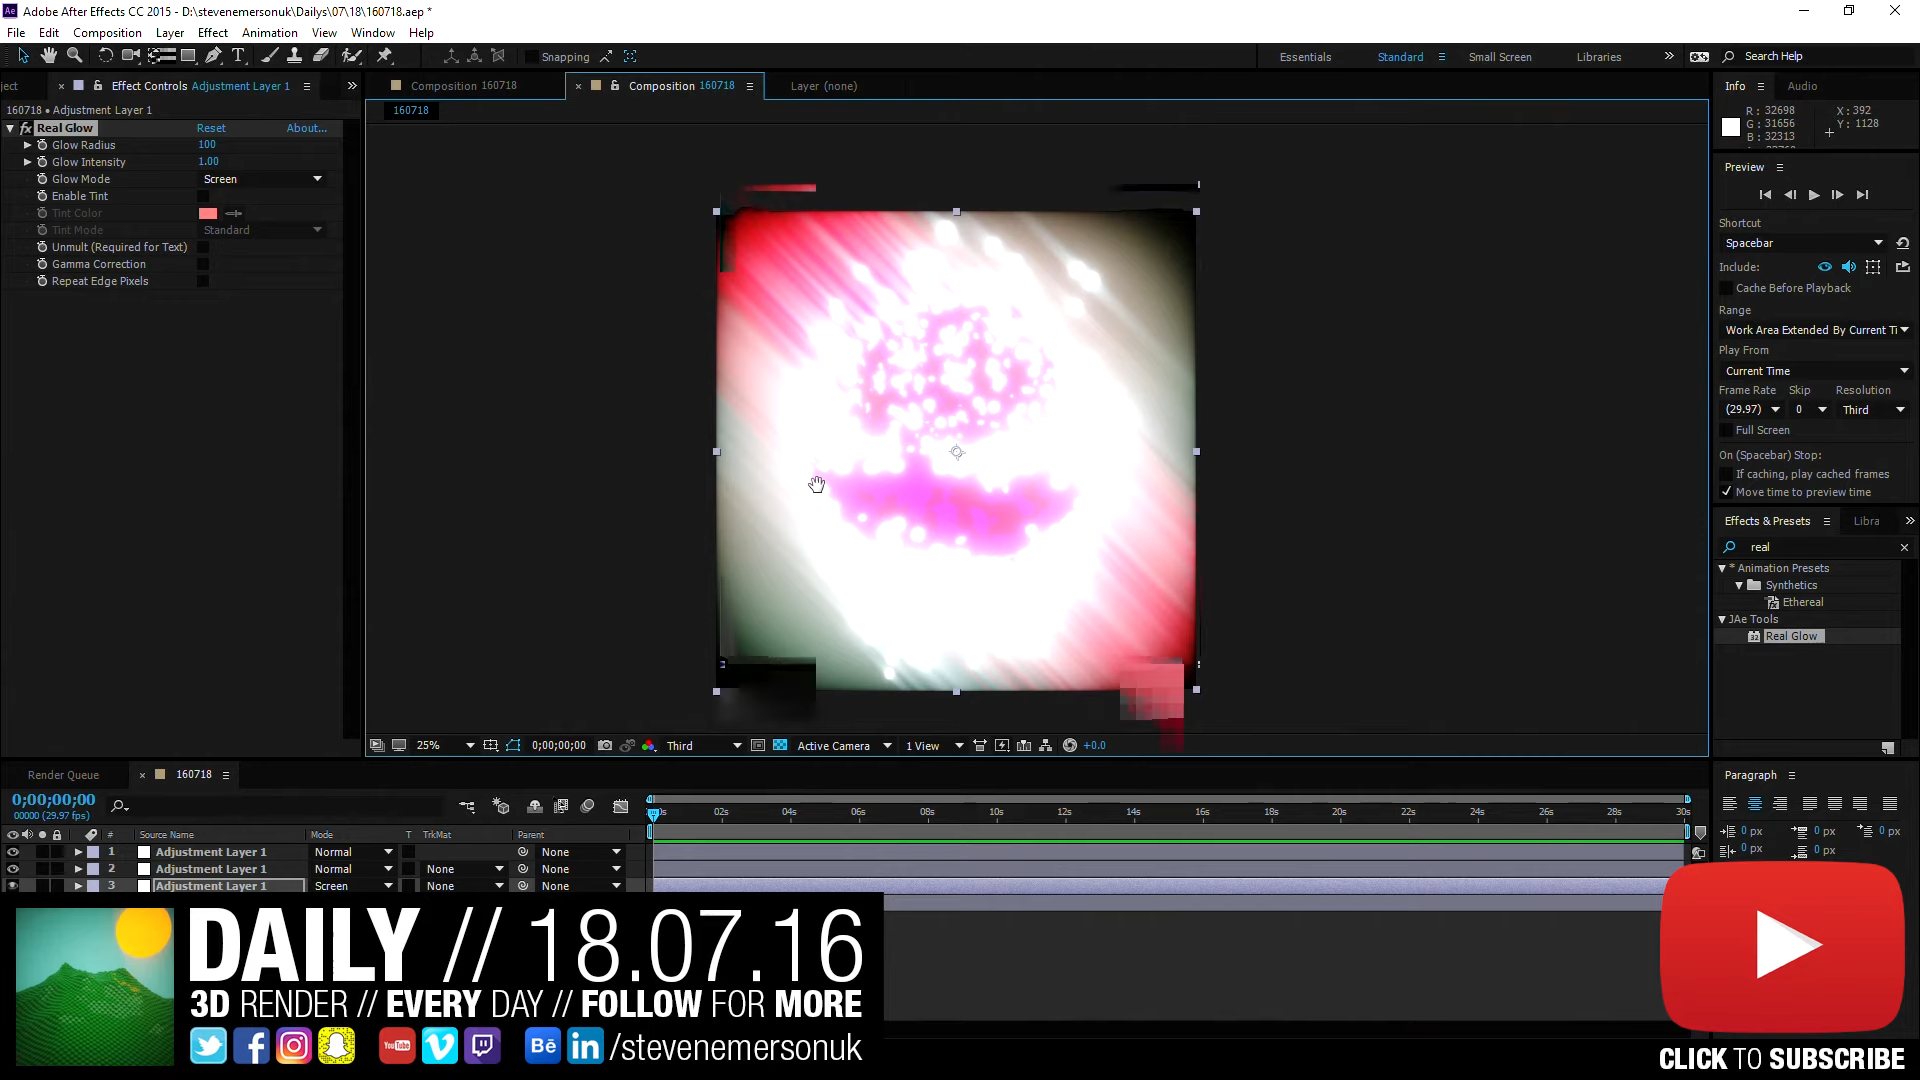 Adobe After Effects CC 2015 - D:\stevenemersonuk\Dailys\07\18\160718.aep *
File Edit Composition Layer Effect Animation View Window Help
Snapping
Essentials Standard Small Screen Libraries Search Help
ject Effect Controls Adjustment Layer 1
Composition 160718 Composition 160718 Layer (none)
160718 • Adjustment Layer 1
160718
fx Real Glow Reset About...
Glow Radius 100
Glow Intensity 1.00
Glow Mode Screen
Enable Tint
Tint Color
Tint Mode Standard
Unmult (Required for Text)
Gamma Correction
Repeat Edge Pixels
Info Audio
R: 32698 X: 392
G: 31656 Y: 1128
B: 32313
Preview
Shortcut
Spacebar
Include:
Cache Before Playback
Range
Work Area Extended By Current Ti
Play From
Current Time
Frame Rate Skip Resolution
(29.97) 0 Third
Full Screen
On (Spacebar) Stop:
If caching, play cached frames
Move time to preview time
Effects & Presets Libra
real
* Animation Presets
Synthetics
Ethereal
JAe Tools
Real Glow
25% 0;00;00;00 Third Active Camera 1 View +0.0
Render Queue 160718
0;00;00;00
00000 (29.97 fps)
# Source Name Mode T TrkMat Parent
02s 04s 06s 08s 10s 12s 14s 16s 18s 20s 22s 24s 26s 28s 30s
1 Adjustment Layer 1 Normal None
2 Adjustment Layer 1 Normal None None
3 Adjustment Layer 1 Screen None None
Paragraph
0 px 0 px 0 px
0 px 0 px
DAILY // 18.07.16
3D RENDER // EVERY DAY // FOLLOW FOR MORE
You Tube Bē in /stevenemersonuk
CLICK TO SUBSCRIBE